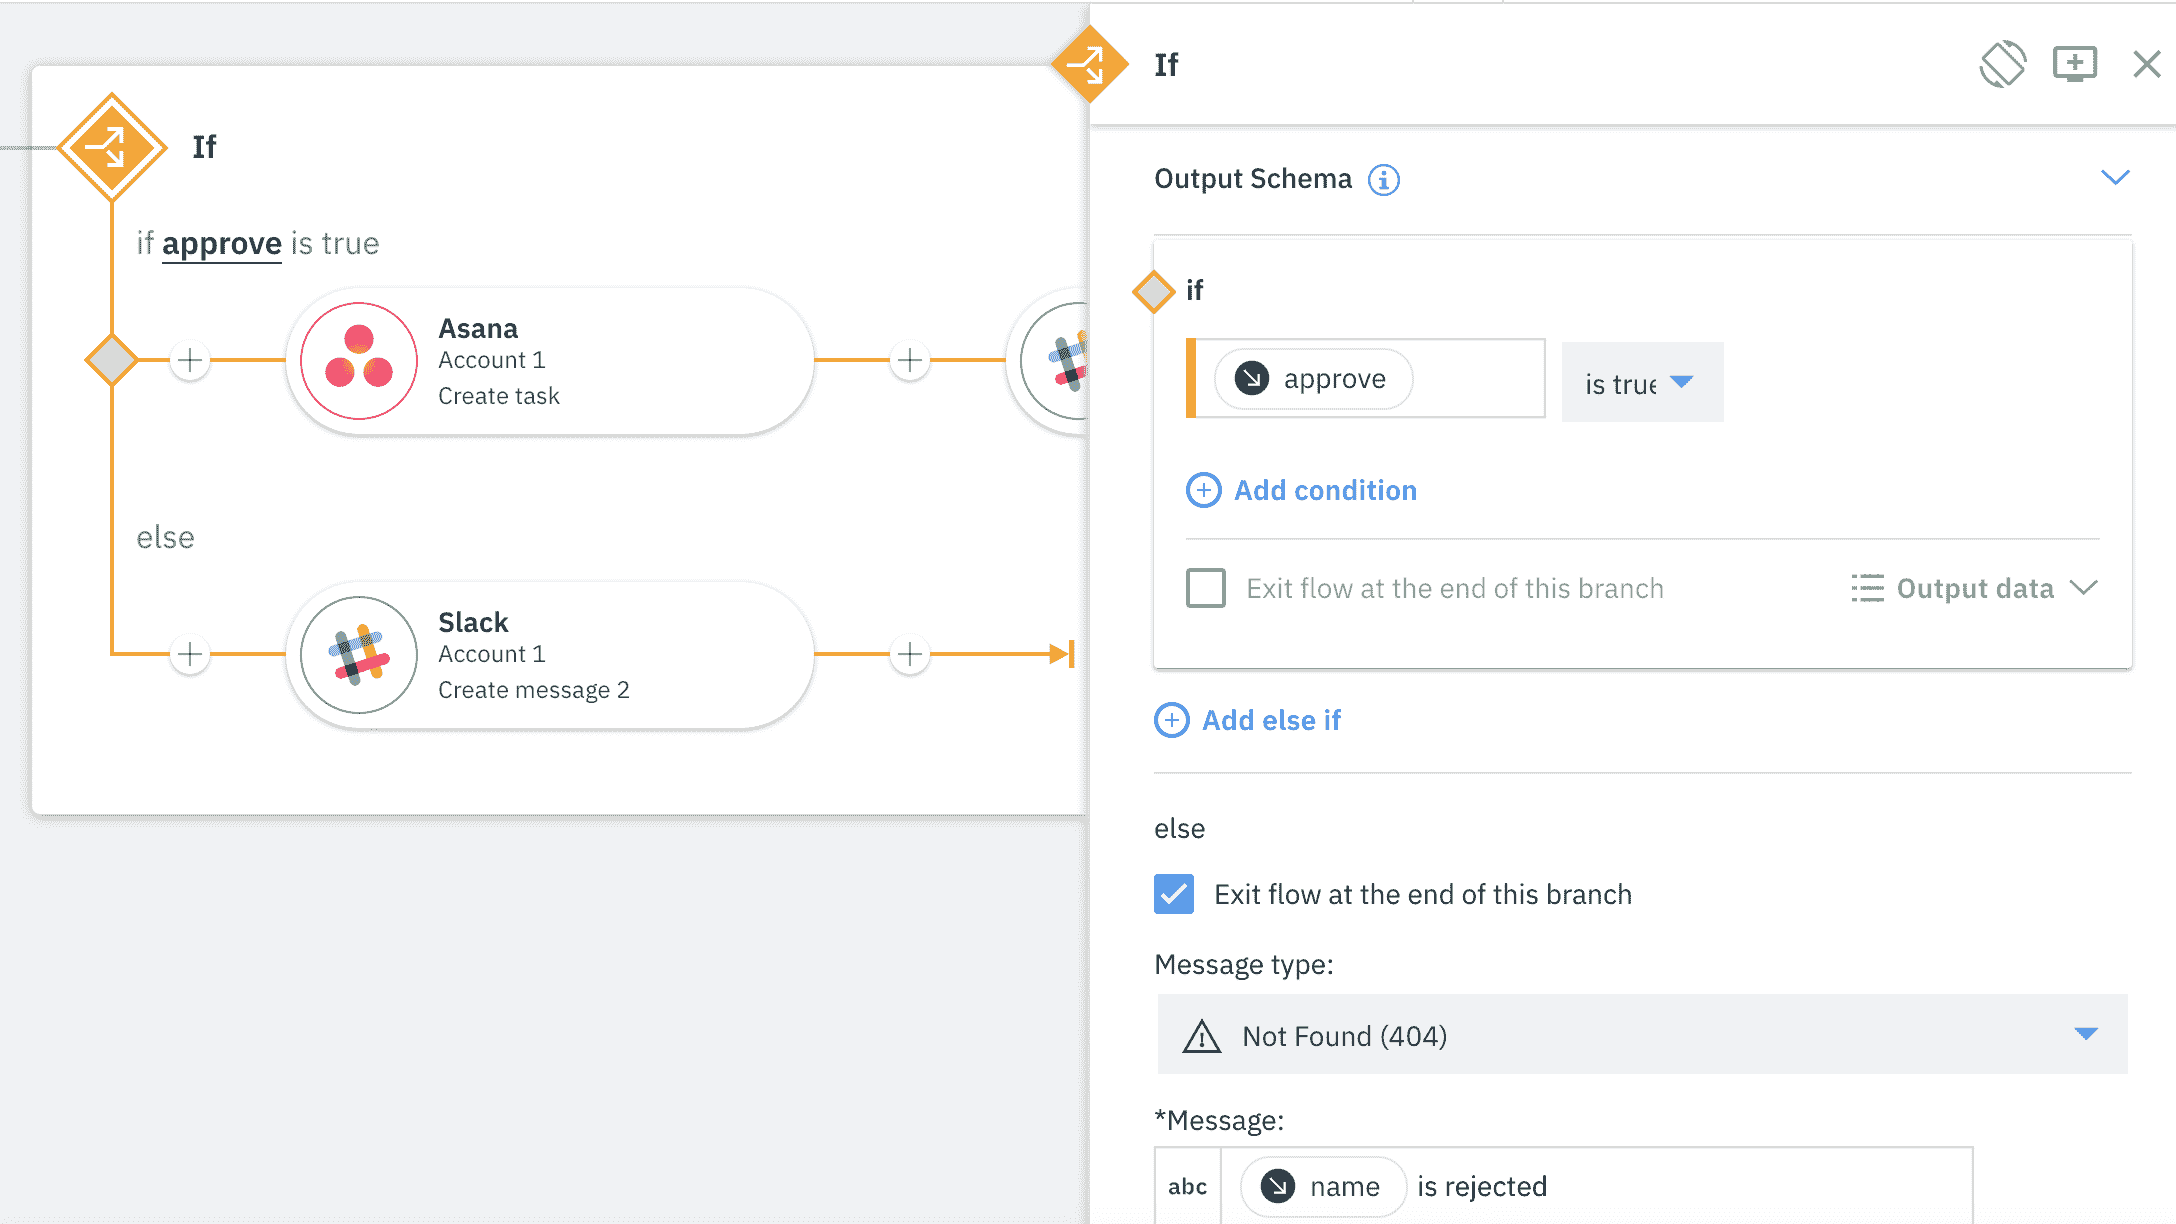 If
if approve is true
Asana
Account 1
Create task
else
Slack
Account 1
Create message 2
If
Output Schema
if
approve
is true
Add condition
Exit flow at the end of this branch
Output data
Add else if
else
Exit flow at the end of this branch
Message type:
Not Found (404)
*Message:
abc name is rejected